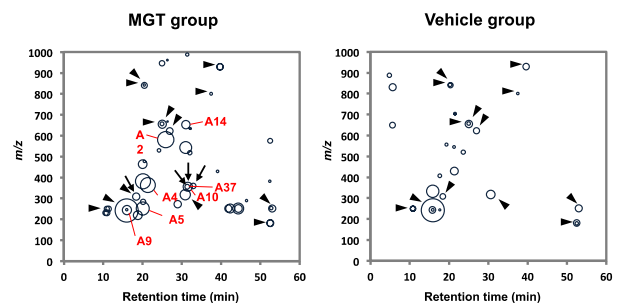 MGT group
Vehicle group
m/z
1000
900
800
700
600
500
400
300
200
100
0
A14
A
2
A37
A4
A10
A5
A9
0 10 20 30 40 50 60
Retention time (min)
m/z
1000
900
800
700
600
500
400
300
200
100
0
0 10 20 30 40 50 60
Retention time (min)